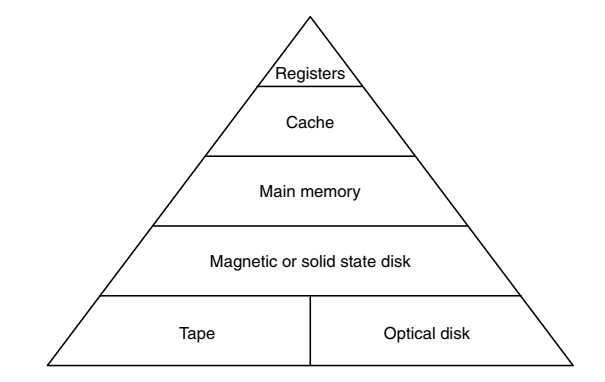 Registers
Cache
Main memory
Magnetic or solid state disk
Tape
Optical disk